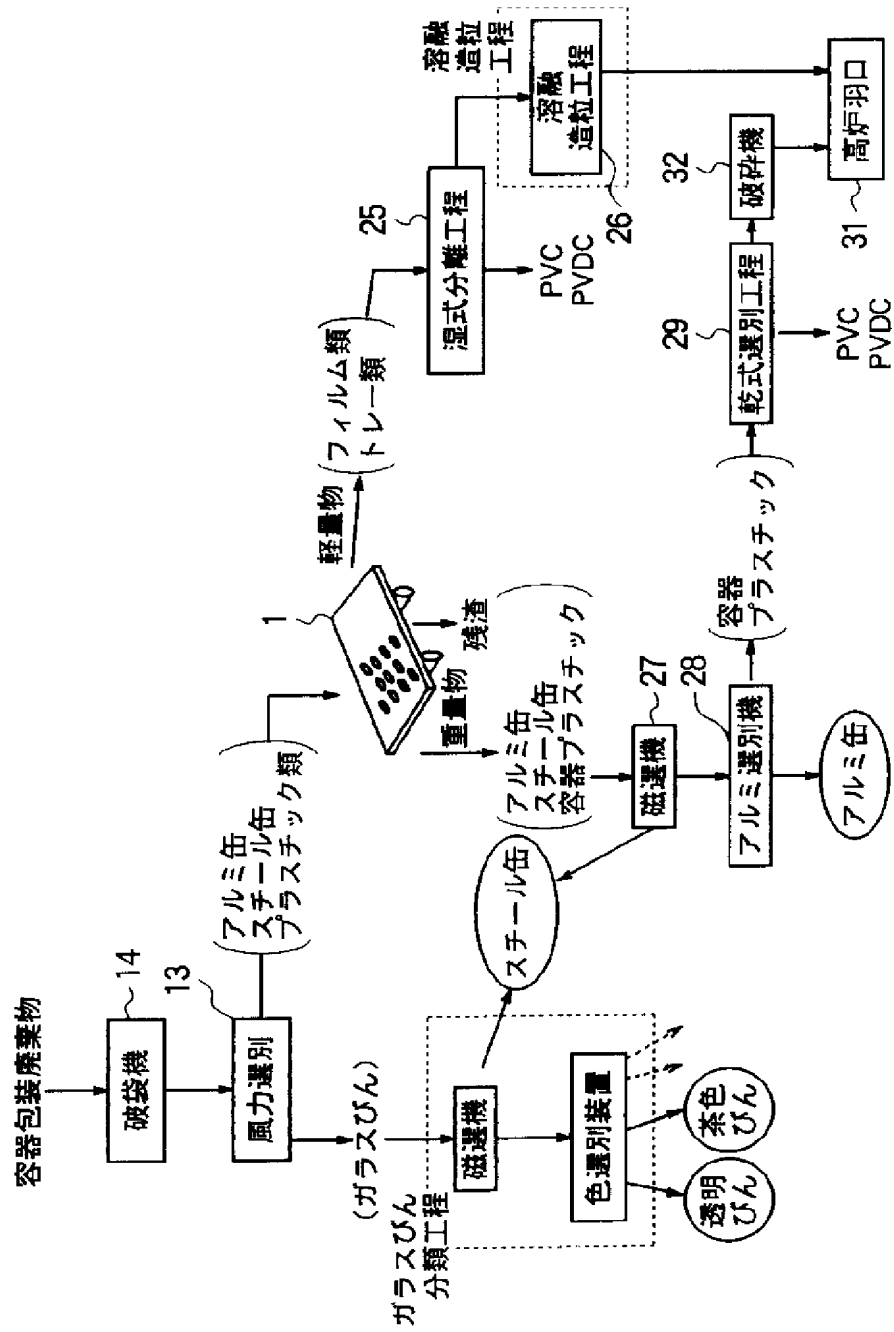 容器包装廃棄物
破袋機
14
風力選別
13
アルミ缶
スチール缶
プラスチック類
(ガラスびん)
ガラスびん
分類工程
磁選機
色選別装置
透明
びん
茶色
びん
スチール缶
1
軽量物
フィルム類
トレー類
残渣
重量物
アルミ缶
スチール缶
容器プラスチック
磁選機
27
アルミ選別機
28
アルミ缶
容器
プラスチック
湿式分離工程
25
PVC
PVDC
溶融
造粒
工程
溶融
造粒工程
26
乾式選別工程
29
PVC
PVDC
破砕機
32
高炉羽口
31